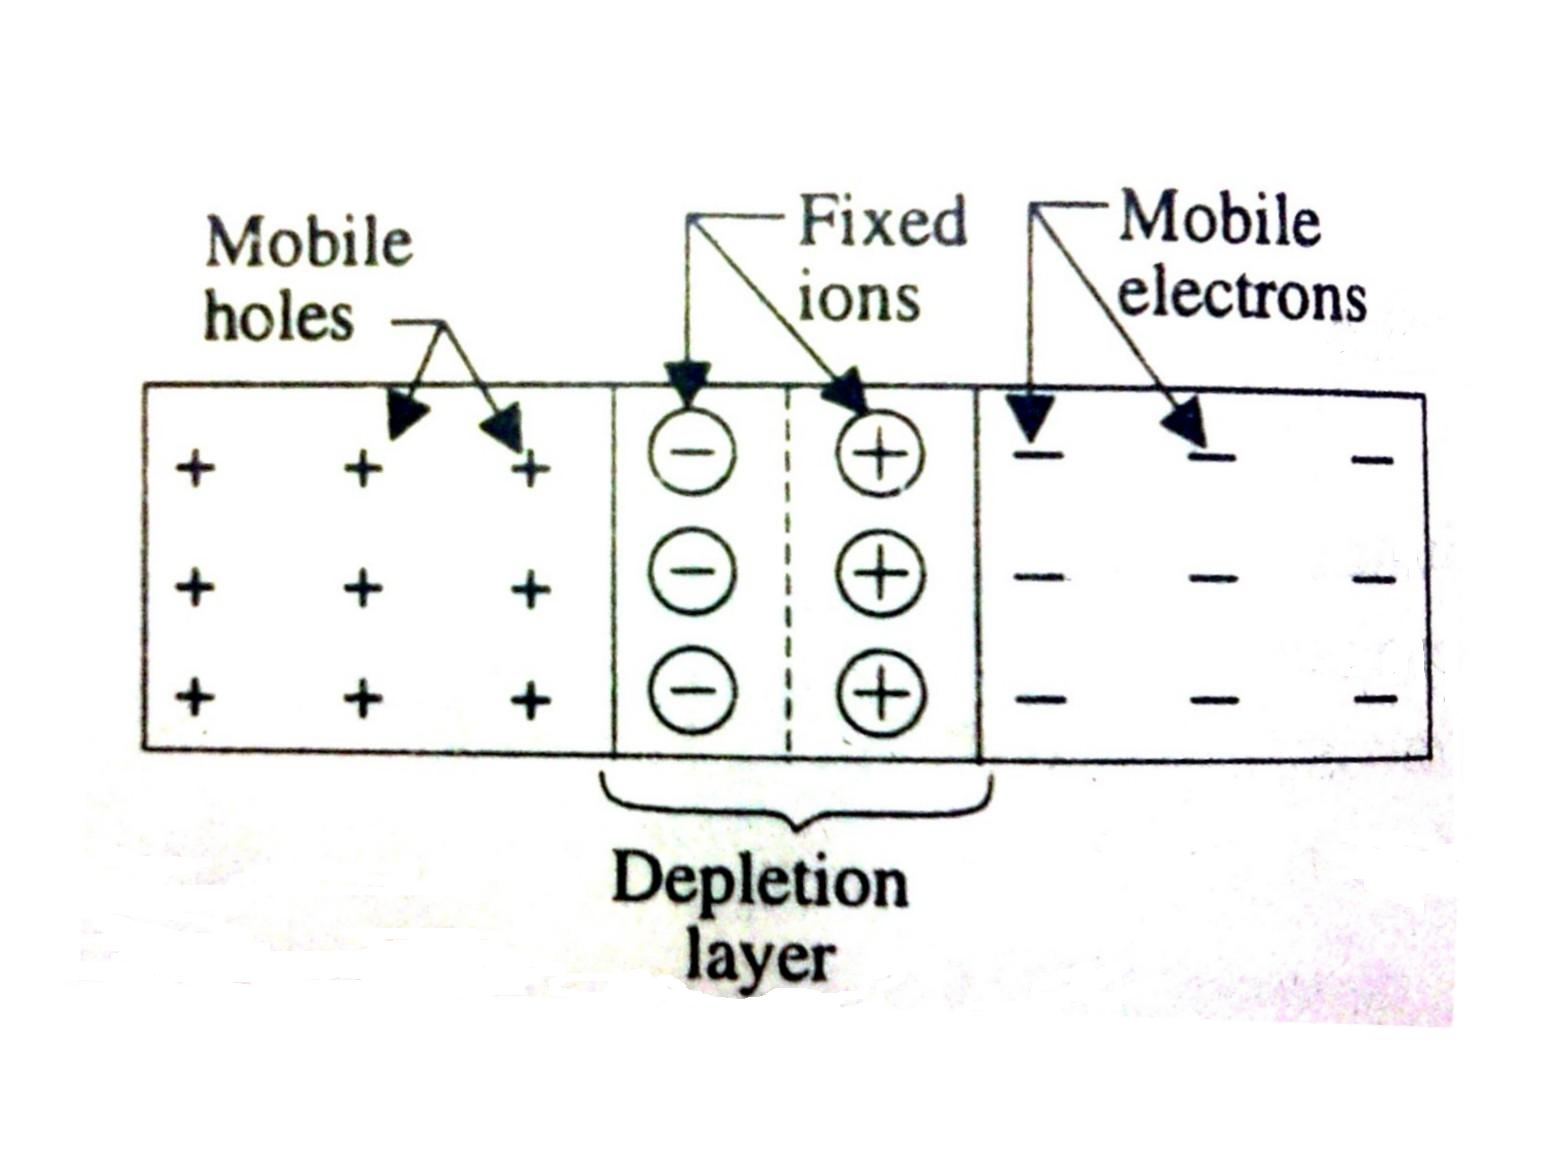 Mobile
holes
Fixed
ions
Mobile
electrons
+ + + − + − − −
+ + + − + − − −
+ + + − + − − −
Depletion
layer